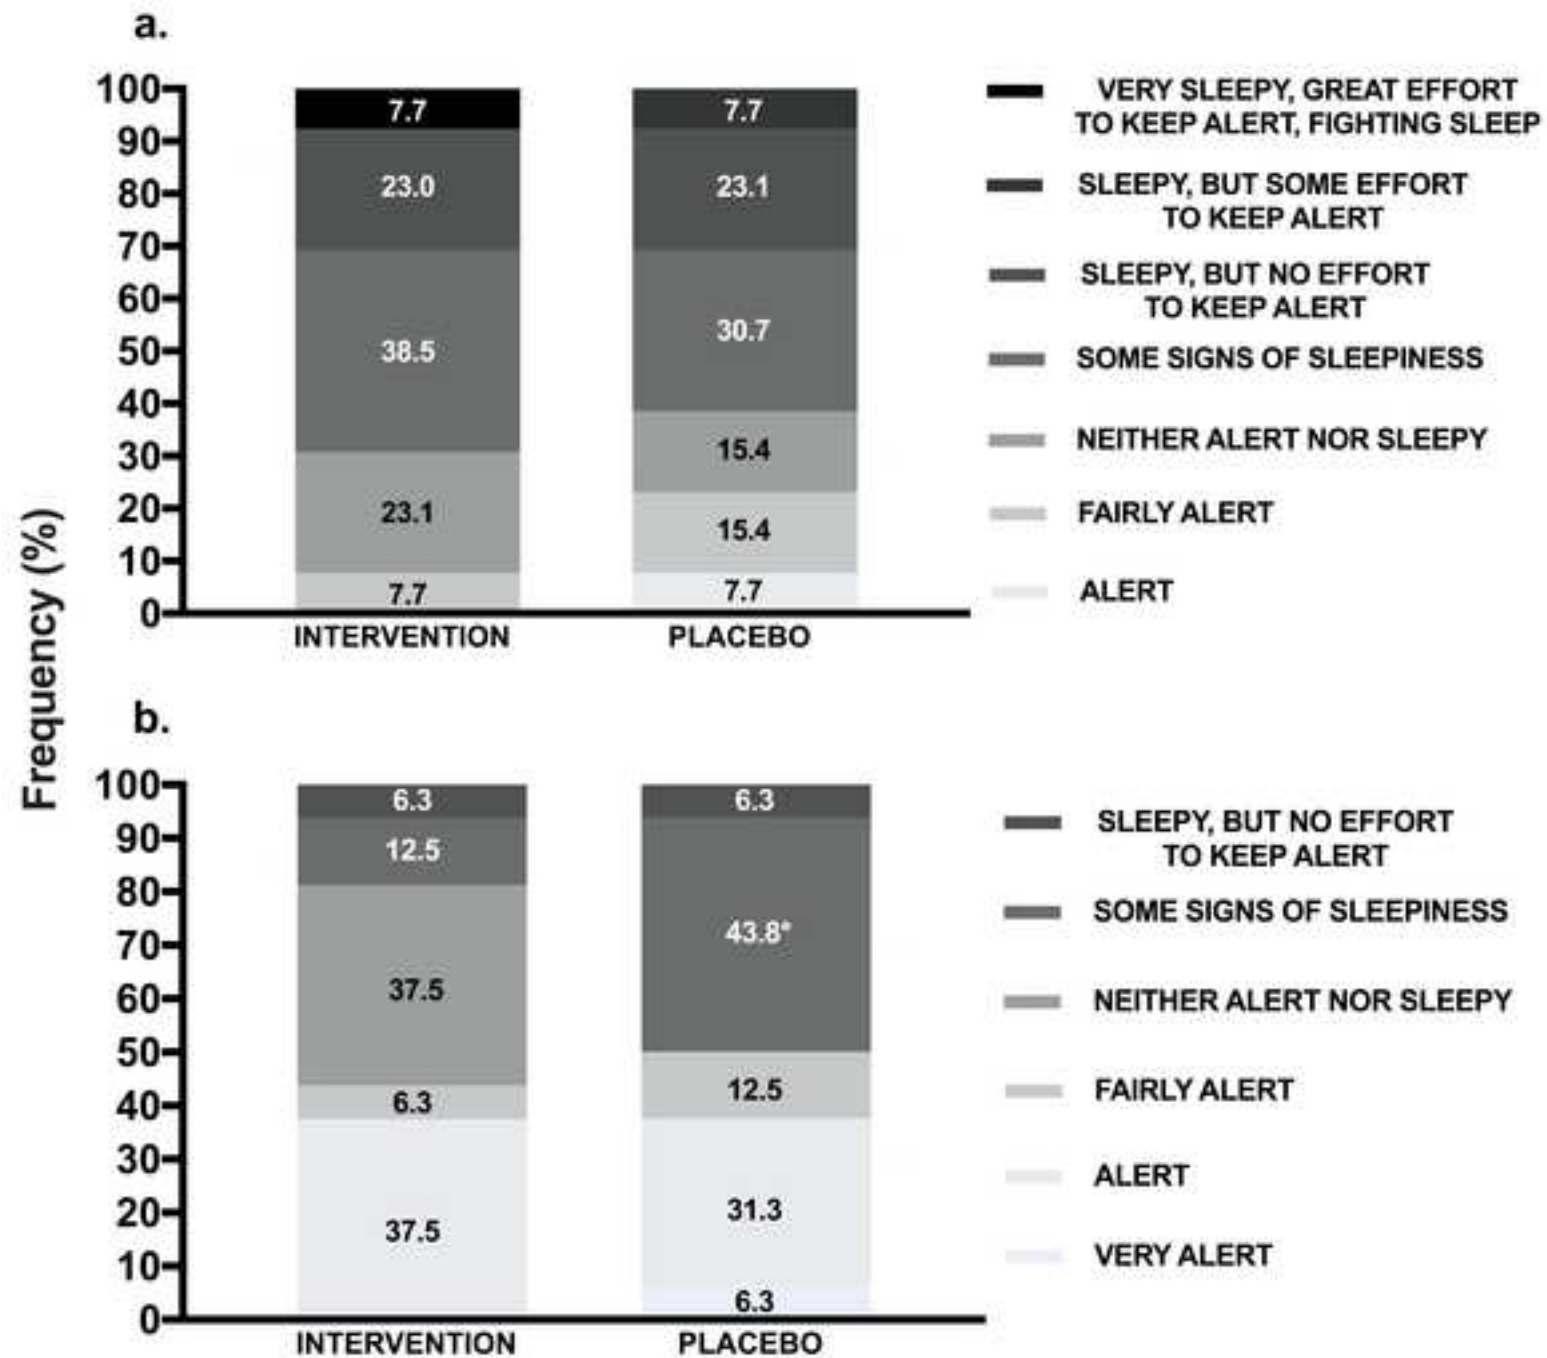 a.
Frequency (%)
100
90
80
70
60
50
40
30
20
10
0
7.7
23.0
38.5
23.1
7.7
7.7
23.1
30.7
15.4
15.4
7.7
INTERVENTION
PLACEBO
VERY SLEEPY, GREAT EFFORT
TO KEEP ALERT, FIGHTING SLEEP
SLEEPY, BUT SOME EFFORT
TO KEEP ALERT
SLEEPY, BUT NO EFFORT
TO KEEP ALERT
SOME SIGNS OF SLEEPINESS
NEITHER ALERT NOR SLEEPY
FAIRLY ALERT
ALERT
b.
100
90
80
70
60
50
40
30
20
10
0
6.3
12.5
37.5
6.3
37.5
6.3
43.8*
12.5
31.3
6.3
INTERVENTION
PLACEBO
SLEEPY, BUT NO EFFORT
TO KEEP ALERT
SOME SIGNS OF SLEEPINESS
NEITHER ALERT NOR SLEEPY
FAIRLY ALERT
ALERT
VERY ALERT